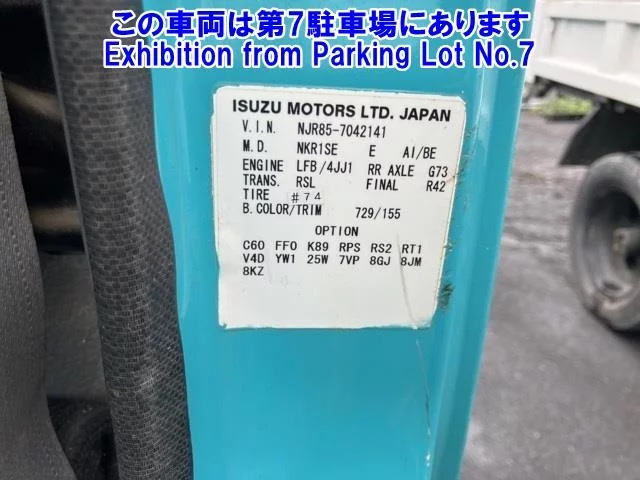 この車両は第7駐車場にあります
Exhibition from Parking Lot No.7
ISUZU MOTORS LTD. JAPAN
V.I.N. NJR85-7042141
M.D. NKR1SE E AI/BE
ENGINE LFB/4JJ1 RR AXLE G73
TRANS. RSL FINAL R42
TIRE #74
B.COLOR/TRIM 729/155
OPTION
C60 FF0 K89 RPS RS2 RT1
V4D YW1 25W 7VP 8GJ 8JM
8KZ